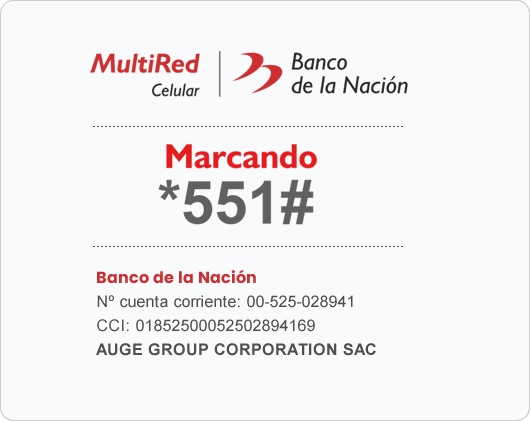 MultiRed
Celular
Banco
de la Nación
Marcando
*551#
Banco de la Nación
Nº cuenta corriente: 00-525-028941
CCI: 01852500052502894169
AUGE GROUP CORPORATION SAC